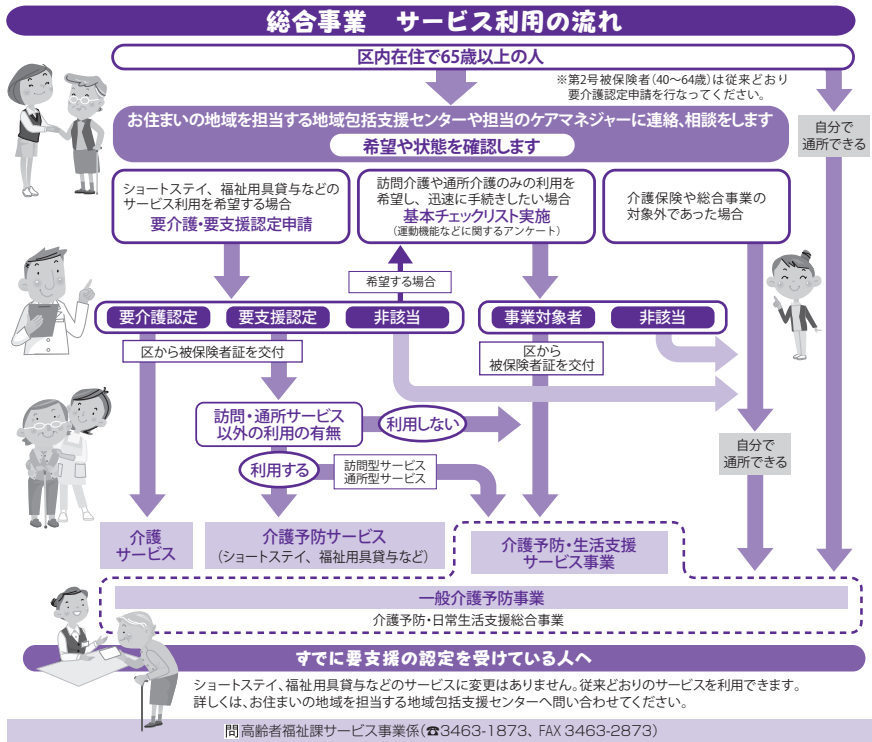 総合事業　サービス利用の流れ
区内在住で65歳以上の人
※第2号被保険者(40～64歳)は従来どおり
要介護認定申請を行なってください。
お住まいの地域を担当する地域包括支援センターや担当のケアマネジャーに連絡、相談をします
希望や状態を確認します
自分で
通所できる
ショートステイ、福祉用具貸与などの
サービス利用を希望する場合
要介護・要支援認定申請
訪問介護や通所介護のみの利用を
希望し、迅速に手続きしたい場合
基本チェックリスト実施
(運動機能などに関するアンケート)
介護保険や総合事業の
対象外であった場合
希望する場合
要介護認定
要支援認定
非該当
事業対象者
非該当
区から被保険者証を交付
区から
被保険者証を交付
訪問・通所サービス
以外の利用の有無
利用しない
利用する
訪問型サービス
通所型サービス
自分で
通所できる
介護
サービス
介護予防サービス
(ショートステイ、福祉用具貸与など)
介護予防・生活支援
サービス事業
一般介護予防事業
介護予防・日常生活支援総合事業
すでに要支援の認定を受けている人へ
ショートステイ、福祉用具貸与などのサービスに変更はありません。従来どおりのサービスを利用できます。
詳しくは、お住まいの地域を担当する地域包括支援センターへ問い合わせてください。
問高齢者福祉課サービス事業係(☎3463-1873、FAX 3463-2873)